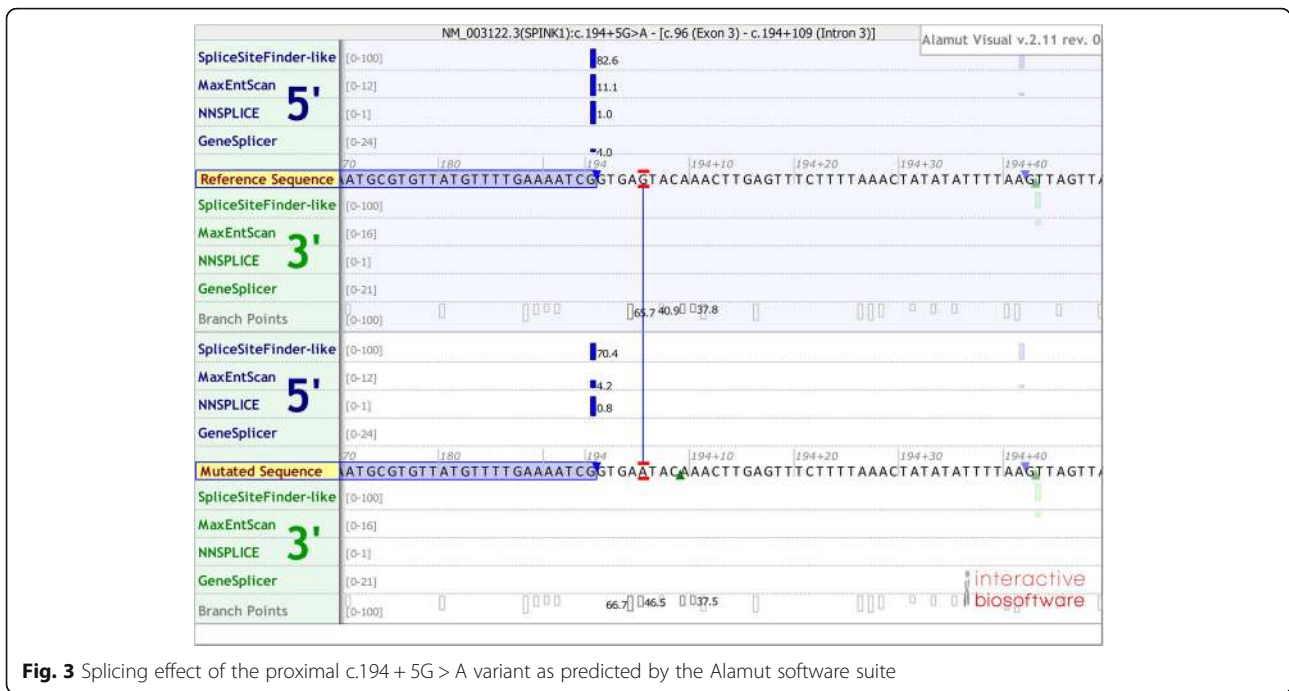 NM_003122.3(SPINK1):c.194+5G>A - [c.96 (Exon 3) - c.194+109 (Intron 3)]
Alamut Visual v.2.11 rev. 0
SpliceSiteFinder-like [0-100] 82.6
MaxEntScan [0-12] 11.1
5'
NNSPLICE [0-1] 1.0
GeneSplicer [0-24] 4.0
70 180 194 194+10 194+20 194+30 194+40
Reference Sequence ATGCGTGTTATGTTTTGAAAATCGGTGAGTACAAACTTGAGTTTCTTTTAAACTATATATTTTAAGTTAGTTA
SpliceSiteFinder-like [0-100]
MaxEntScan [0-16]
3'
NNSPLICE [0-1]
GeneSplicer [0-21]
Branch Points [0-100] 65.7 40.9 37.8
SpliceSiteFinder-like [0-100] 70.4
MaxEntScan [0-12] 4.2
5'
NNSPLICE [0-1] 0.8
GeneSplicer [0-24]
70 180 194 194+10 194+20 194+30 194+40
Mutated Sequence ATGCGTGTTATGTTTTGAAAATCGGTGAATACAAACTTGAGTTTCTTTTAAACTATATATTTTAAGTTAGTTA
SpliceSiteFinder-like [0-100]
MaxEntScan [0-16]
3'
NNSPLICE [0-1]
GeneSplicer [0-21]
Branch Points [0-100] 66.7 46.5 37.5
interactive
biosoftware
Fig. 3 Splicing effect of the proximal c.194 + 5G > A variant as predicted by the Alamut software suite